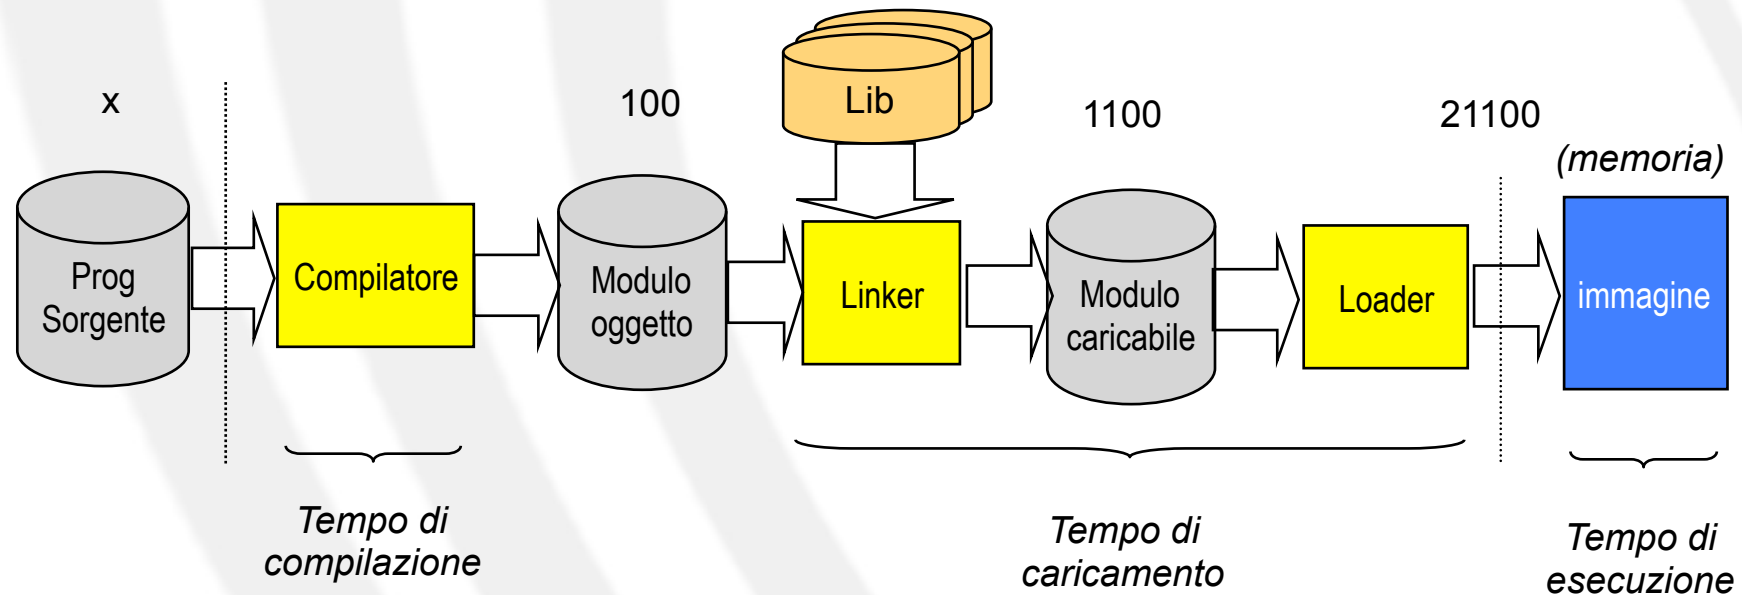 x
100
Lib
1100
21100
(memoria)
Prog
Sorgente
Compilatore
Modulo
oggetto
Linker
Modulo
caricabile
Loader
immagine
Tempo di
compilazione
Tempo di
caricamento
Tempo di
esecuzione